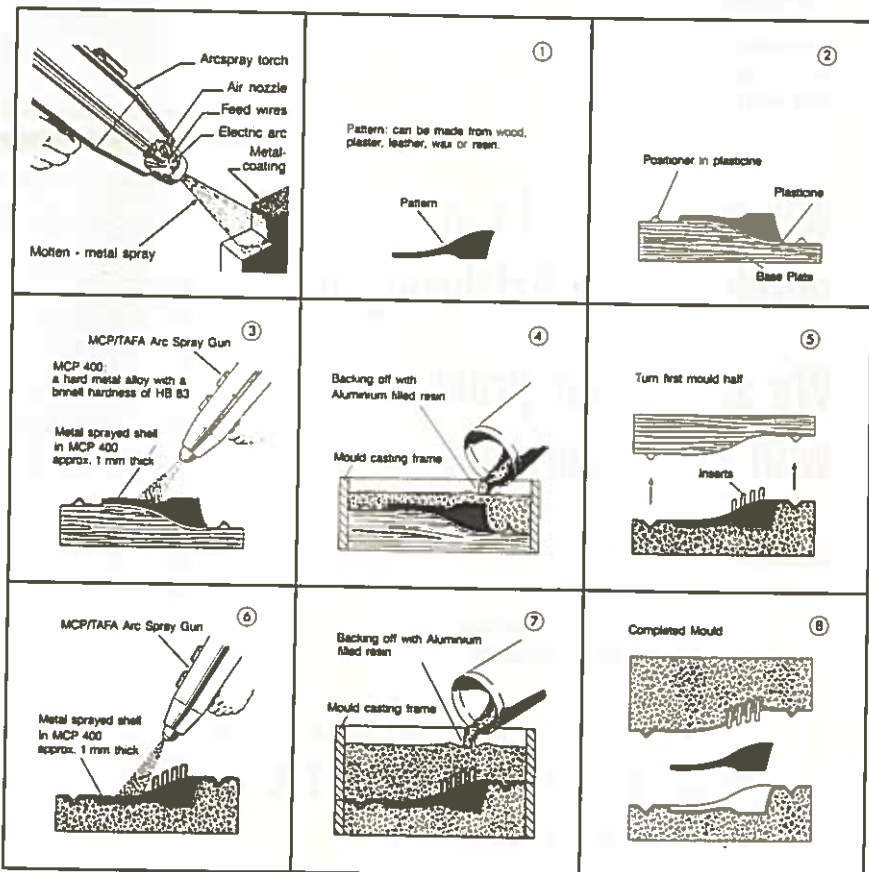 Arcspray torch
Air nozzle
Feed wires
Electric arc
Metal-
coating
Molten - metal spray
1
Pattern: can be made from wood,
plaster, leather, wax or resin.
Pattern
2
Positioner in plasticine
Plasticine
Base Plate
3
MCP/TAFA Arc Spray Gun
MCP 400:
a hard metal alloy with a
brinell hardness of HB 83
Metal sprayed shell
in MCP 400
approx. 1 mm thick
4
Backing off with
Aluminium filled resin
Mould casting frame
5
Turn first mould half
Inserts
6
MCP/TAFA Arc Spray Gun
Metal sprayed shell
in MCP 400
approx. 1 mm thick
7
Backing off with Aluminium
filled resin
Mould casting frame
8
Completed Mould